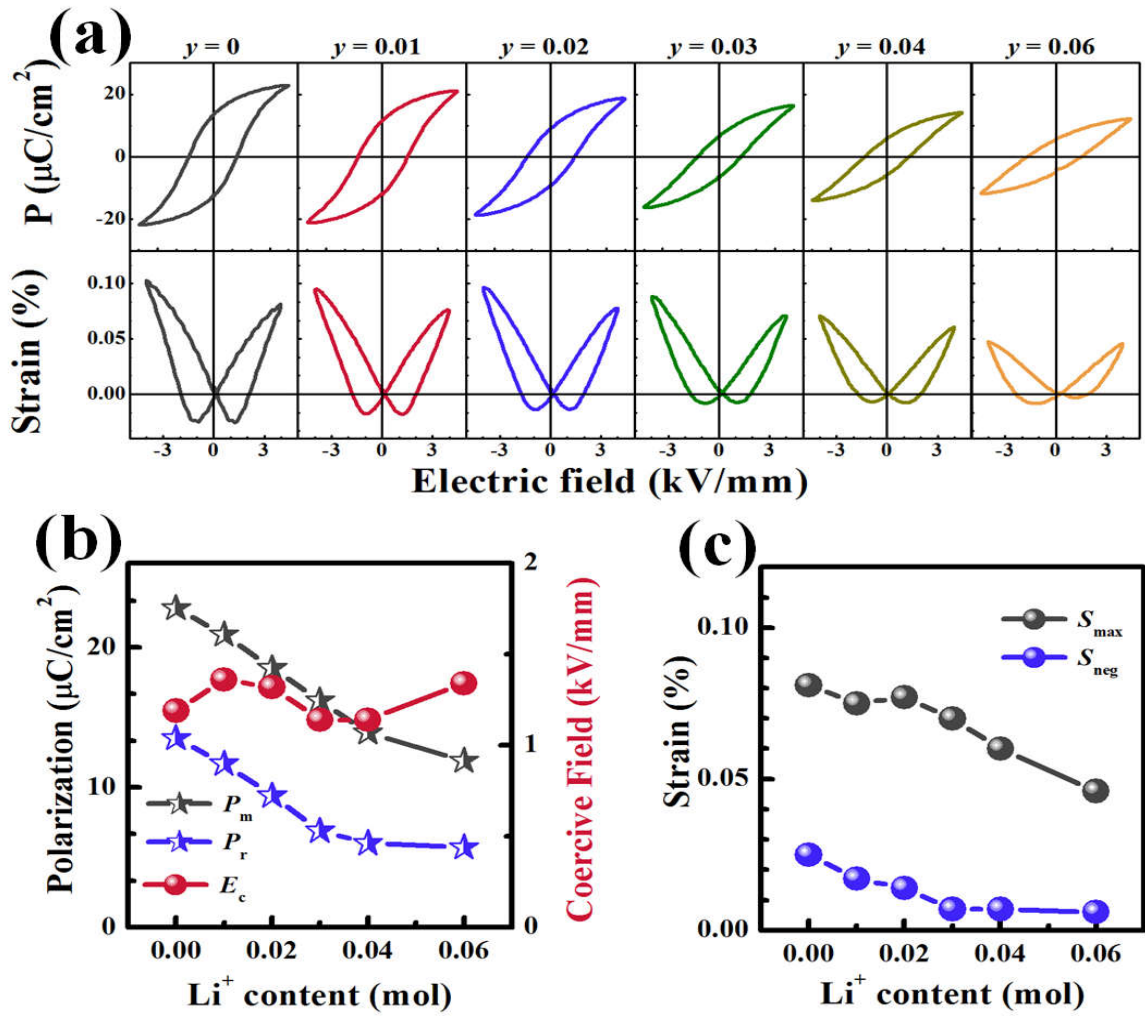 (a)
y = 0 y = 0.01 y = 0.02 y = 0.03 y = 0.04 y = 0.06
P (μC/cm²)
20
0
-20
Strain (%)
0.10
0.05
0.00
-3 0 3 -3 0 3 -3 0 3 -3 0 3 -3 0 3 -3 0 3
Electric field (kV/mm)
(b)
Polarization (μC/cm²)
20
10
0
Pm
Pr
Ec
2
1
0
Coercive Field (kV/mm)
0.00 0.02 0.04 0.06
Li⁺ content (mol)
(c)
Strain (%)
0.10
0.05
0.00
Smax
Sneg
0.00 0.02 0.04 0.06
Li⁺ content (mol)